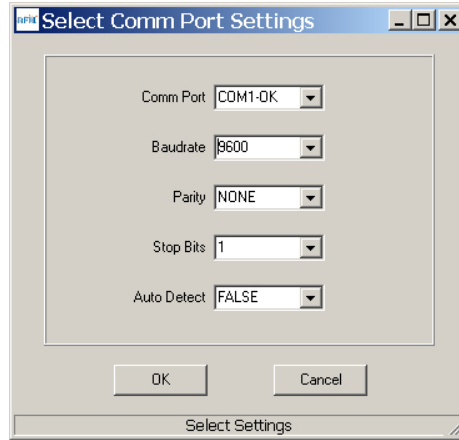 Select Comm Port Settings
Comm Port COM1-OK
Baudrate 9600
Parity NONE
Stop Bits 1
Auto Detect FALSE
OK Cancel
Select Settings